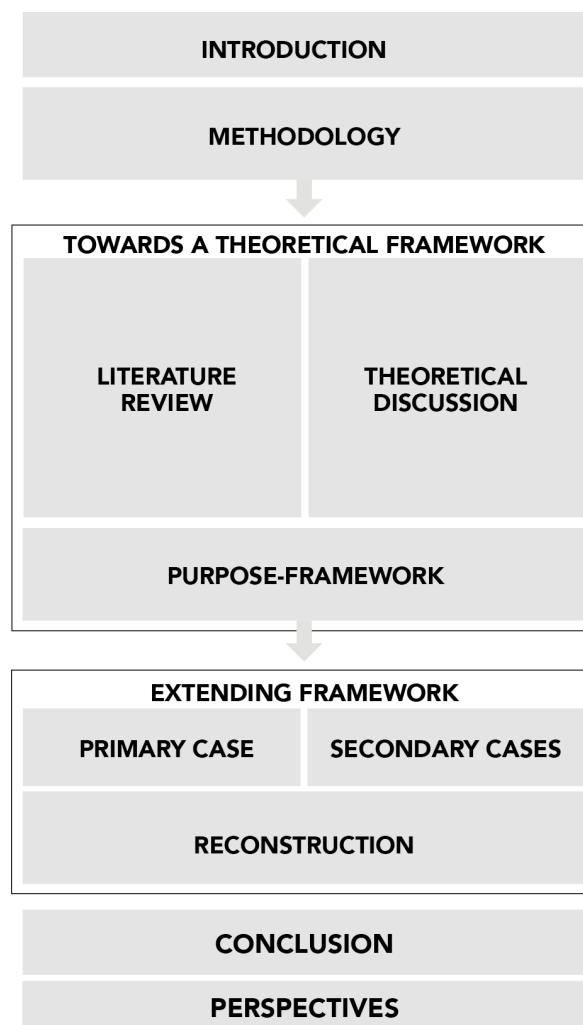 INTRODUCTION
METHODOLOGY
TOWARDS A THEORETICAL FRAMEWORK
LITERATURE
REVIEW
THEORETICAL
DISCUSSION
PURPOSE-FRAMEWORK
EXTENDING FRAMEWORK
PRIMARY CASE
SECONDARY CASES
RECONSTRUCTION
CONCLUSION
PERSPECTIVES